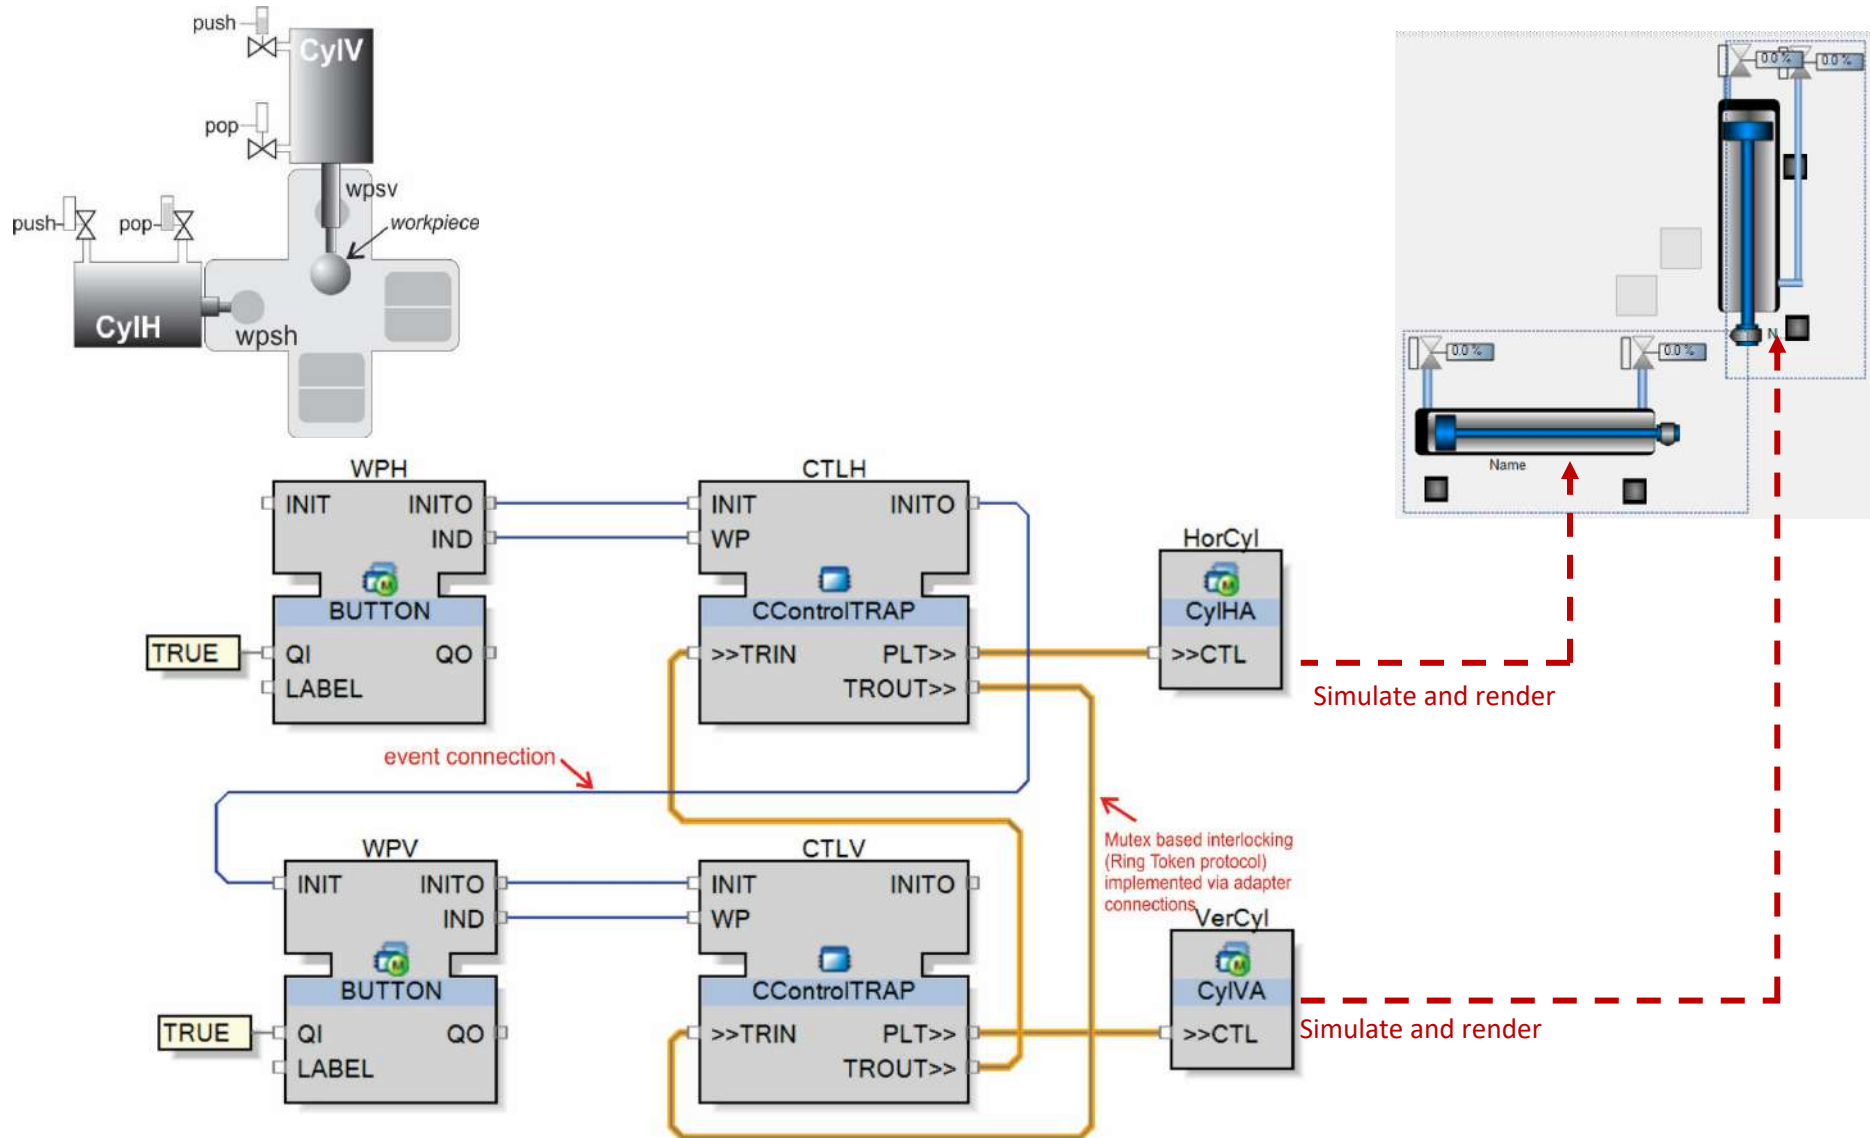 push
CylV
pop
wpsv
workpiece
push
pop
CylH
wpsh
0.0 %
0.0 %
N
0.0 %
0.0 %
Name
WPH
INIT
INITO
IND
BUTTON
TRUE
QI
QO
LABEL
CTLH
INIT
INITO
WP
CControlTRAP
>>TRIN
PLT>>
TROUT>>
HorCyl
CylHA
>>CTL
Simulate and render
event connection
Mutex based interlocking
(Ring Token protocol)
implemented via adapter
connections
WPV
INIT
INITO
IND
BUTTON
TRUE
QI
QO
LABEL
CTLV
INIT
INITO
WP
CControlTRAP
>>TRIN
PLT>>
TROUT>>
VerCyl
CylVA
>>CTL
Simulate and render